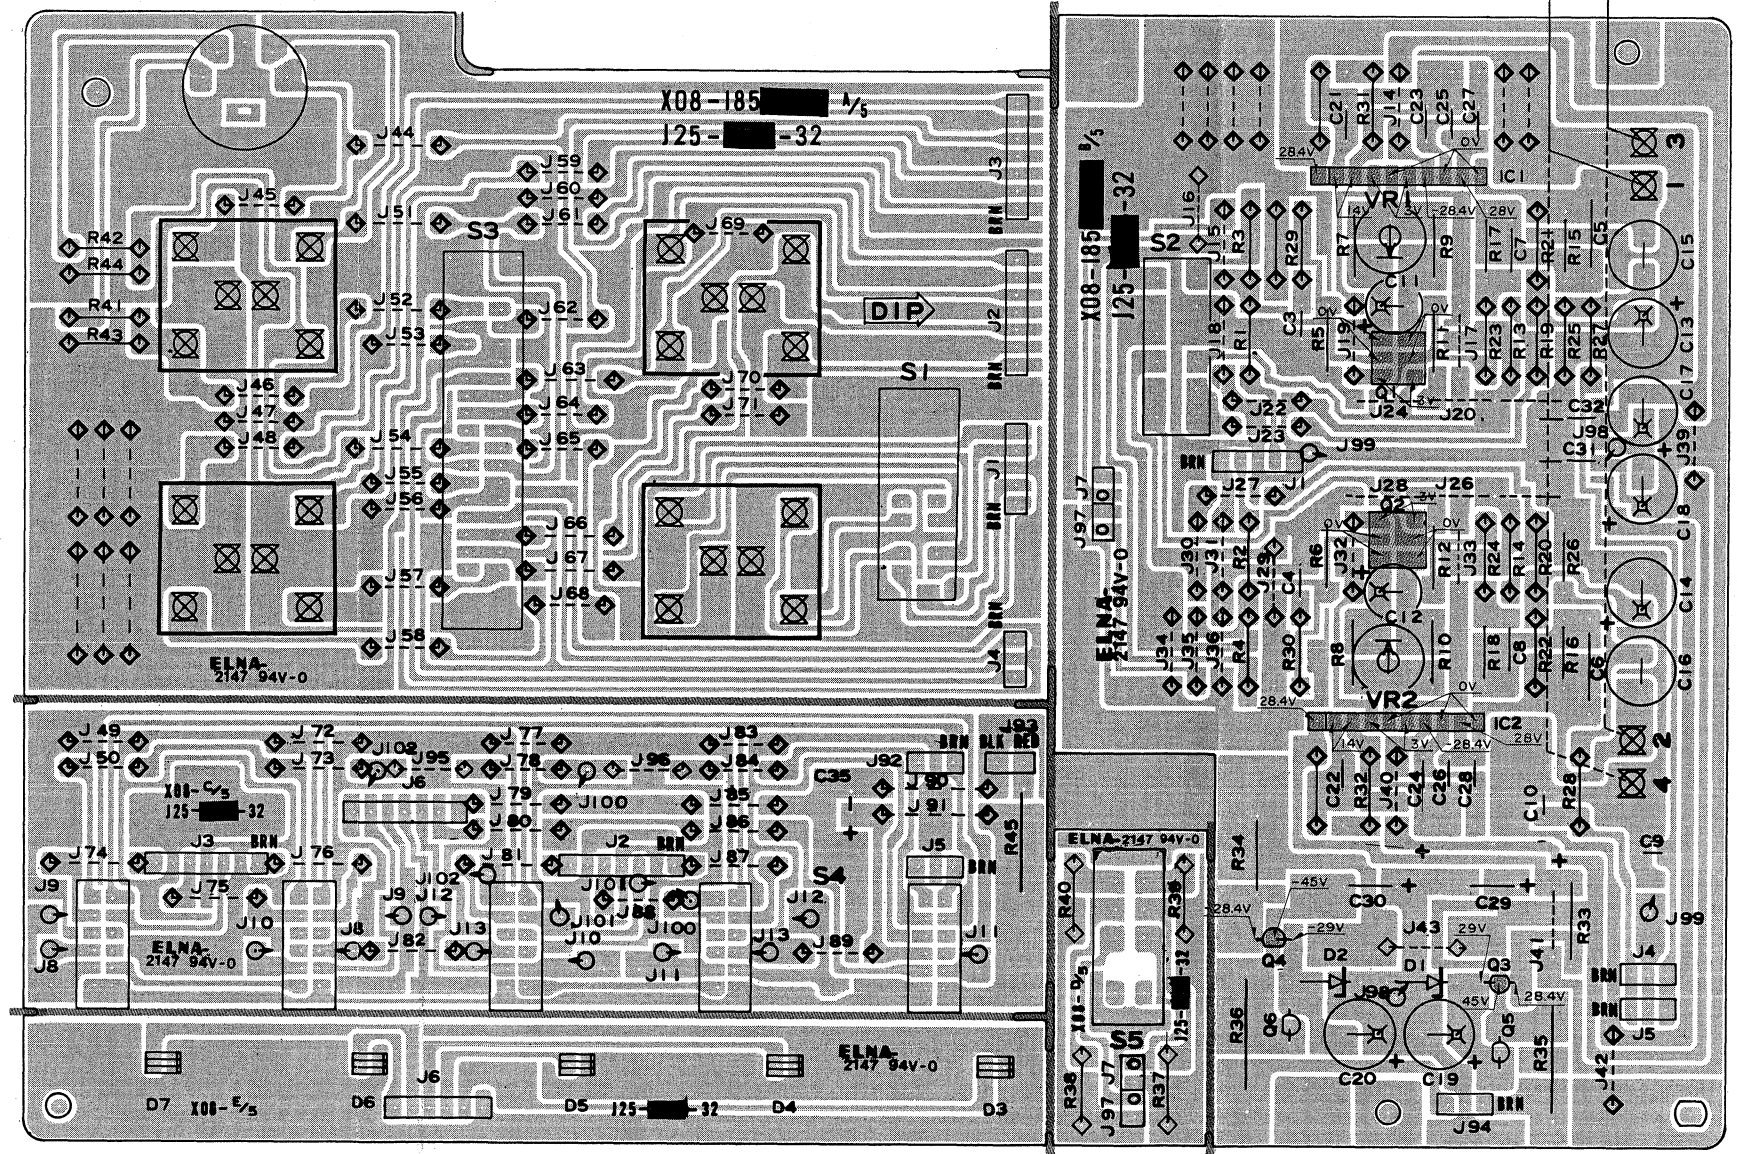 X08-185 A/5
J25- -32
J44
J59
J60
J61
J45
J51
S3
J69
J3
BRN
R42
R44
R41
R43
J52
J53
J62
DIP
J2
BRN
J46
J47
J48
J63
J64
J65
J70
J71
S1
J54
J55
J56
J1
BRN
J66
J67
J68
J57
J58
BRN
J4
ELNA-
2147 94V-0
J49
J50
J72
J73
J102
J95
J77
J78
J96
J83
J84
C35
J92
BRN
BLK
RED
J93
J90
J91
X08-C/5
J25- -32
J6
J79
J80
J100
J85
J86
R45
J3
BRN
J74
J76
J81
J2
BRN
J87
S4
J5
BRN
J9
J75
J10
J8
J9
J12
J102
J101
J88
J12
J8
ELNA-
2147 94V-0
J82
J13
J101
J10
J100
J11
J13
J89
J11
D7
X08-E/5
D6
J6
D5
J25- -32
D4
ELNA-
2147 94V-0
D3
X08-185 B/5
J25- -32
C21
R31
J14
C23
C25
C27
28.4V
0V
IC1
3
1
J16
S2
J15
R3
R29
R7
VR1
14V
3V
-28.4V
28V
R9
R17
C7
R21
R15
C5
C15
C11
J18
R1
C3
R5
0V
J19
0V
R11
J17
R23
R13
R19
R25
R27
C13
Q1
-3V
J24
J20
C32
C17
J22
J23
J99
J98
C31
J39
BRN
J27
J1
J28
J26
Q2
-3V
J7
J97
C18
J30
J31
R2
J29
C4
R6
0V
J32
0V
R12
J33
R24
R14
R20
R26
C14
C12
ELNA-
2147 94V-0
J34
J35
J36
R4
R30
R8
R10
R18
C8
R22
R16
C6
C16
VR2
28.4V
0V
IC2
14V
3V
-28.4V
28V
2
4
C22
R32
J40
C24
C26
C28
C10
R28
R34
C9
ELNA-2147 94V-0
R40
-45V
C30
C29
R33
J99
-28.4V
-29V
J43
29V
J41
Q4
D2
D1
Q3
J4
BRN
J98
45V
28.4V
BRN
J5
X08-D/5
J25- -32
S5
R36
Q6
Q5
R35
C20
C19
J42
R38
J97
J7
R37
BRN
J94